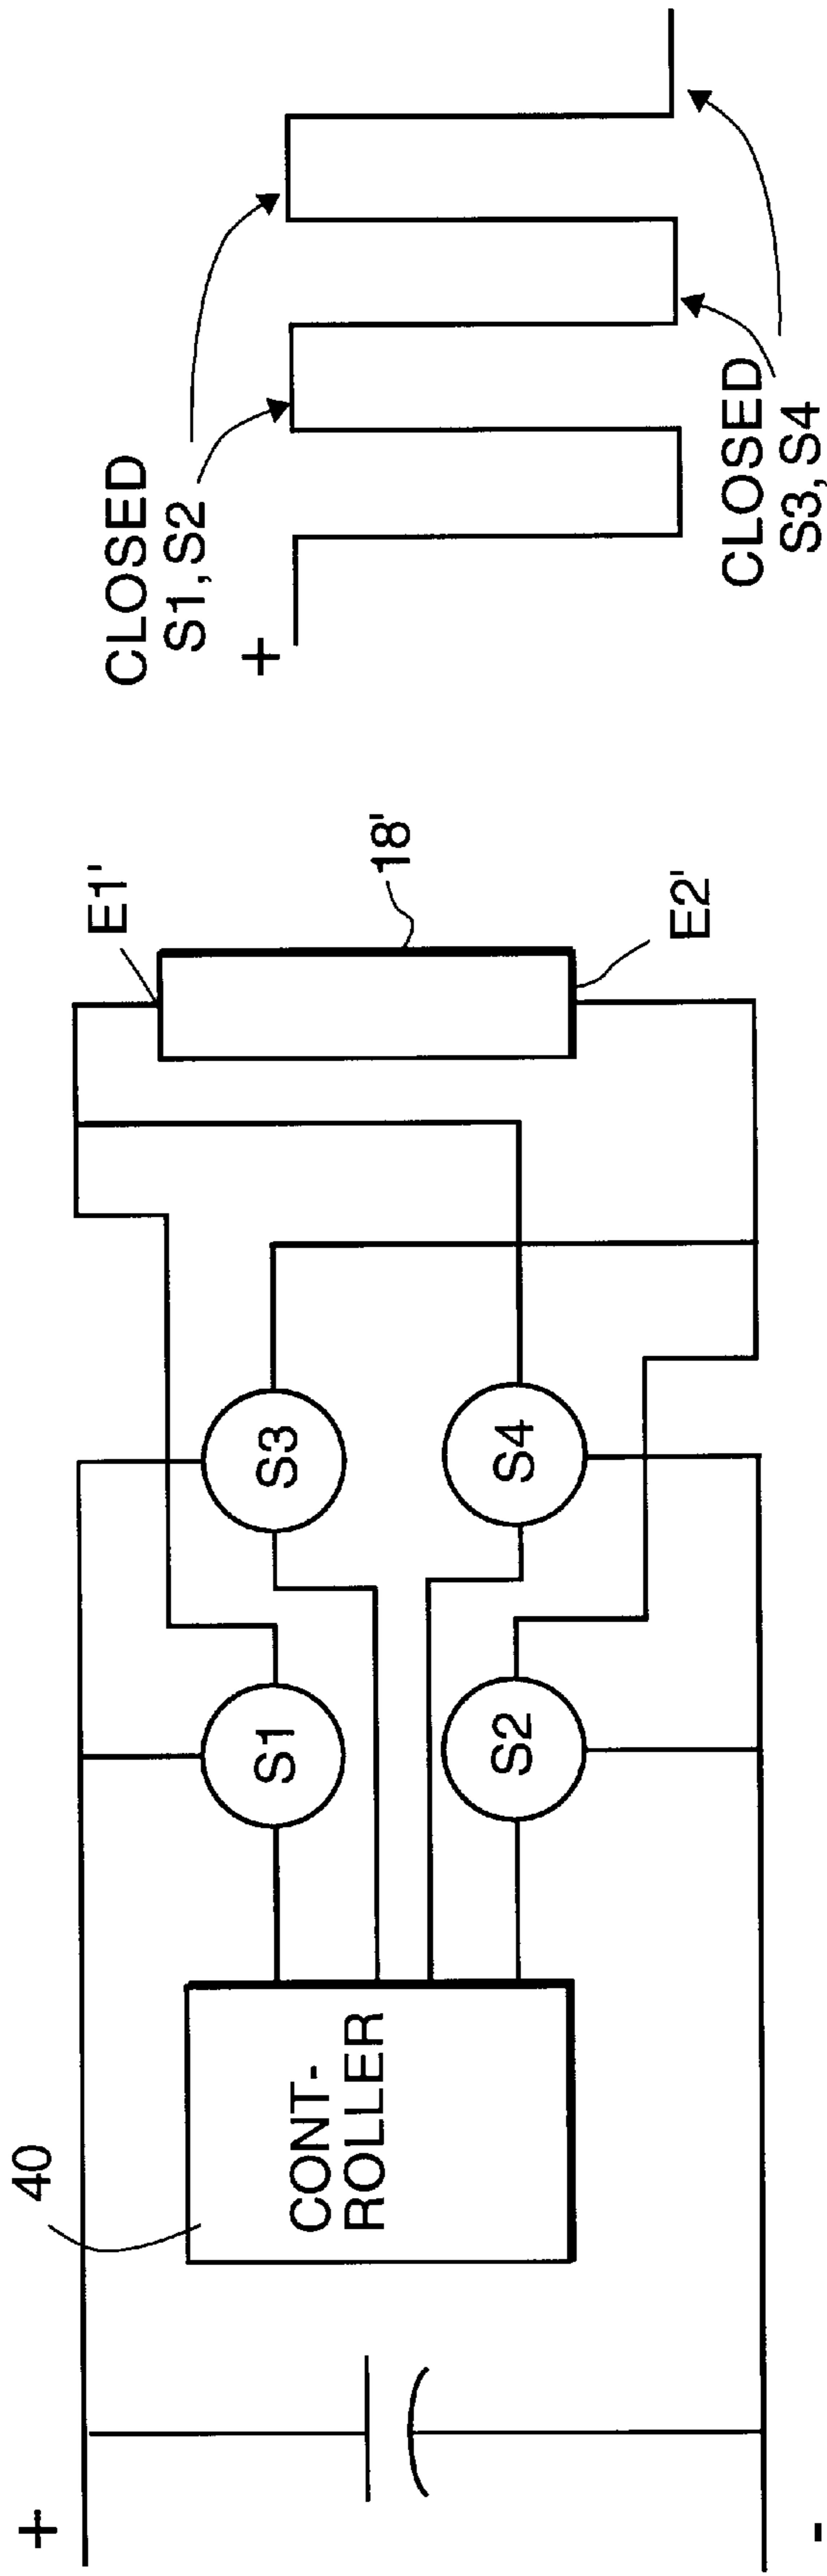 +
-
40
CONT-
ROLLER
S1
S2
S3
S4
E1'
18'
E2'
+
CLOSED
S1, S2
CLOSED
S3, S4